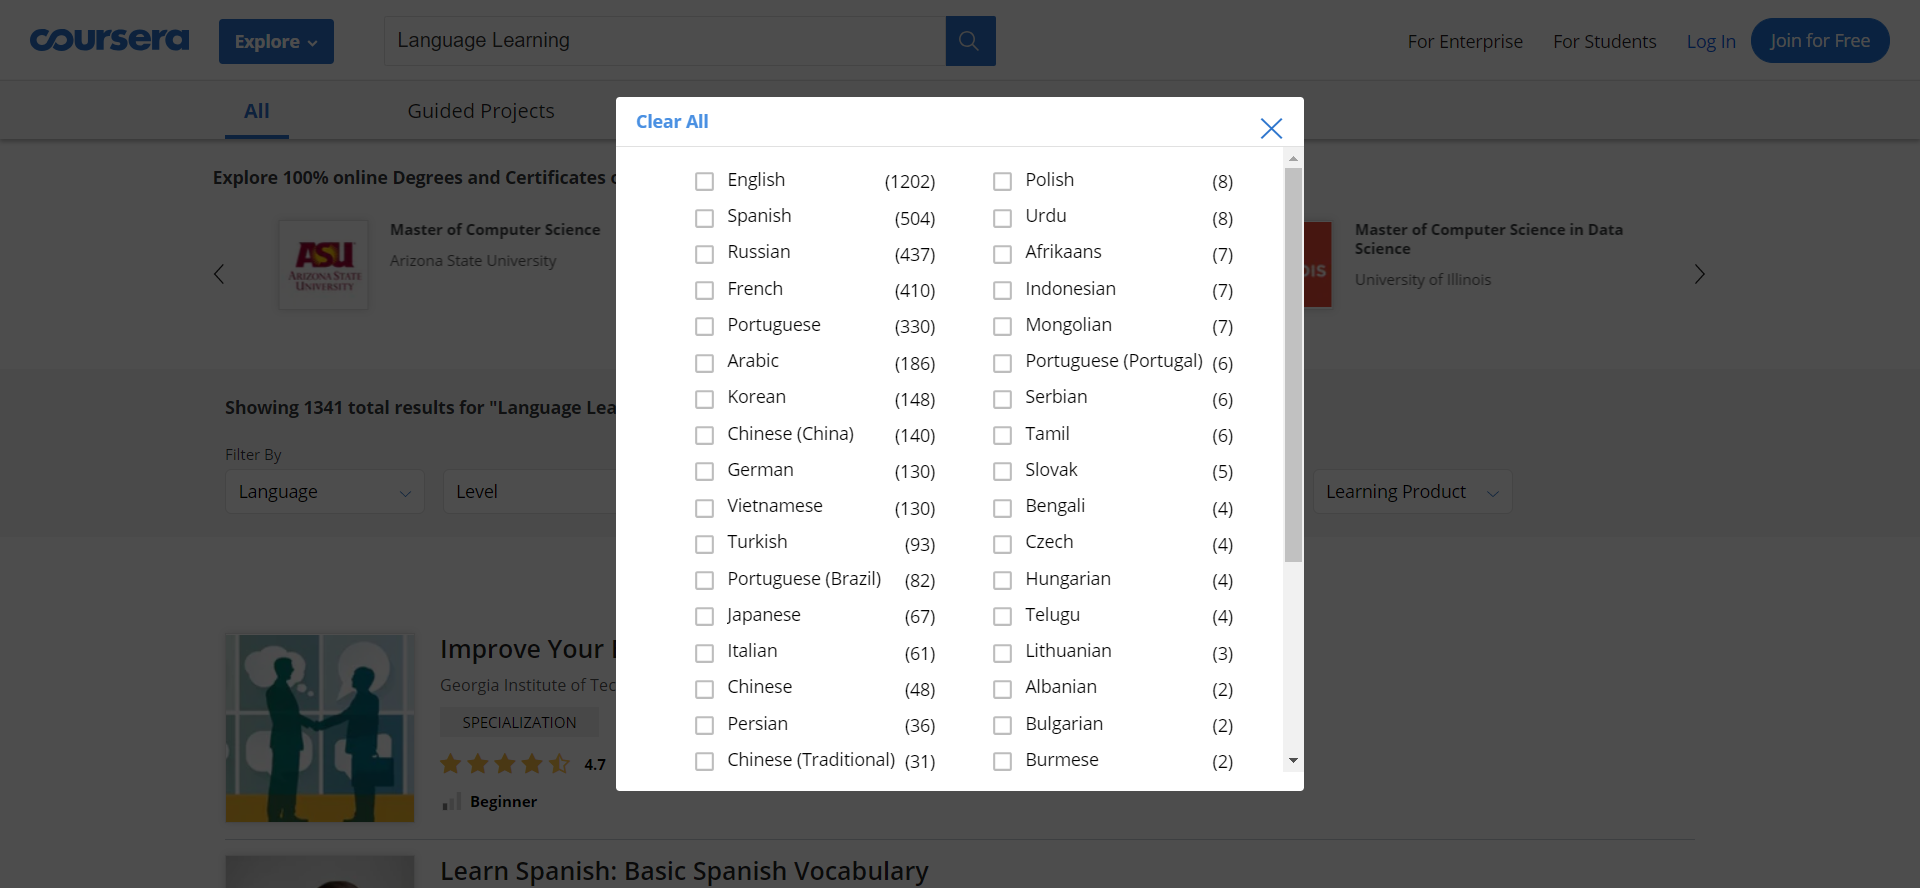 coursera
Explore
Language Learning
For Enterprise
For Students
Log In
Join for Free
All
Guided Projects
Explore 100% online Degrees and Certificates
ASU
ARIZONA STATE
UNIVERSITY
Master of Computer Science
Arizona State University
Master of Computer Science in Data
Science
University of Illinois
Showing 1341 total results for "Language
Filter By
Language
Level
Learning Product
Improve Your
Georgia Institute of
SPECIALIZATION
4.7
Beginner
Learn Spanish: Basic Spanish Vocabulary
Clear All
English (1202)
Spanish (504)
Russian (437)
French (410)
Portuguese (330)
Arabic (186)
Korean (148)
Chinese (China) (140)
German (130)
Vietnamese (130)
Turkish (93)
Portuguese (Brazil) (82)
Japanese (67)
Italian (61)
Chinese (48)
Persian (36)
Chinese (Traditional) (31)
Polish (8)
Urdu (8)
Afrikaans (7)
Indonesian (7)
Mongolian (7)
Portuguese (Portugal) (6)
Serbian (6)
Tamil (6)
Slovak (5)
Bengali (4)
Czech (4)
Hungarian (4)
Telugu (4)
Lithuanian (3)
Albanian (2)
Bulgarian (2)
Burmese (2)